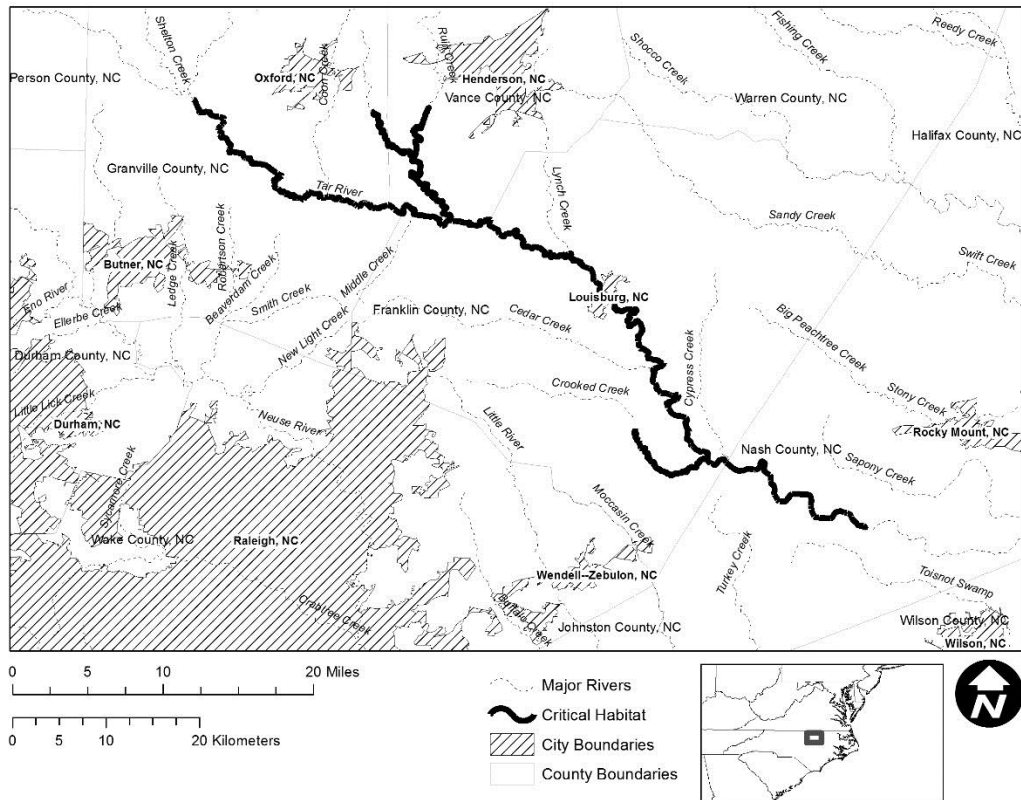 Shelton Creek
Fishing Creek
Reedy Creek
Person County, NC
Oxford, NC
Coon Creek
Ruin Creek
Henderson, NC
Shocco Creek
Vance County, NC
Warren County, NC
Halifax County, NC
Granville County, NC
Tar River
Lynch Creek
Sandy Creek
Swift Creek
Butner, NC
Ledge Creek
Robertson Creek
Beaverdam Creek
Smith Creek
Middle Creek
Eno River
Ellerbe Creek
New Light Creek
Franklin County, NC
Louisburg, NC
Cedar Creek
Big Peachtree Creek
Durham County, NC
Cypress Creek
Crooked Creek
Stony Creek
Little Lick Creek
Durham, NC
Neuse River
Little River
Rocky Mount, NC
Nash County, NC
Sapony Creek
Sycamore Creek
Moccasin Creek
Wake County, NC
Raleigh, NC
Turkey Creek
Wendell--Zebulon, NC
Toisnot Swamp
Crabtree Creek
Buffalo Creek
Johnston County, NC
Wilson County, NC
Wilson, NC
0 5 10 20 Miles
0 5 10 20 Kilometers
Major Rivers
Critical Habitat
City Boundaries
County Boundaries
N